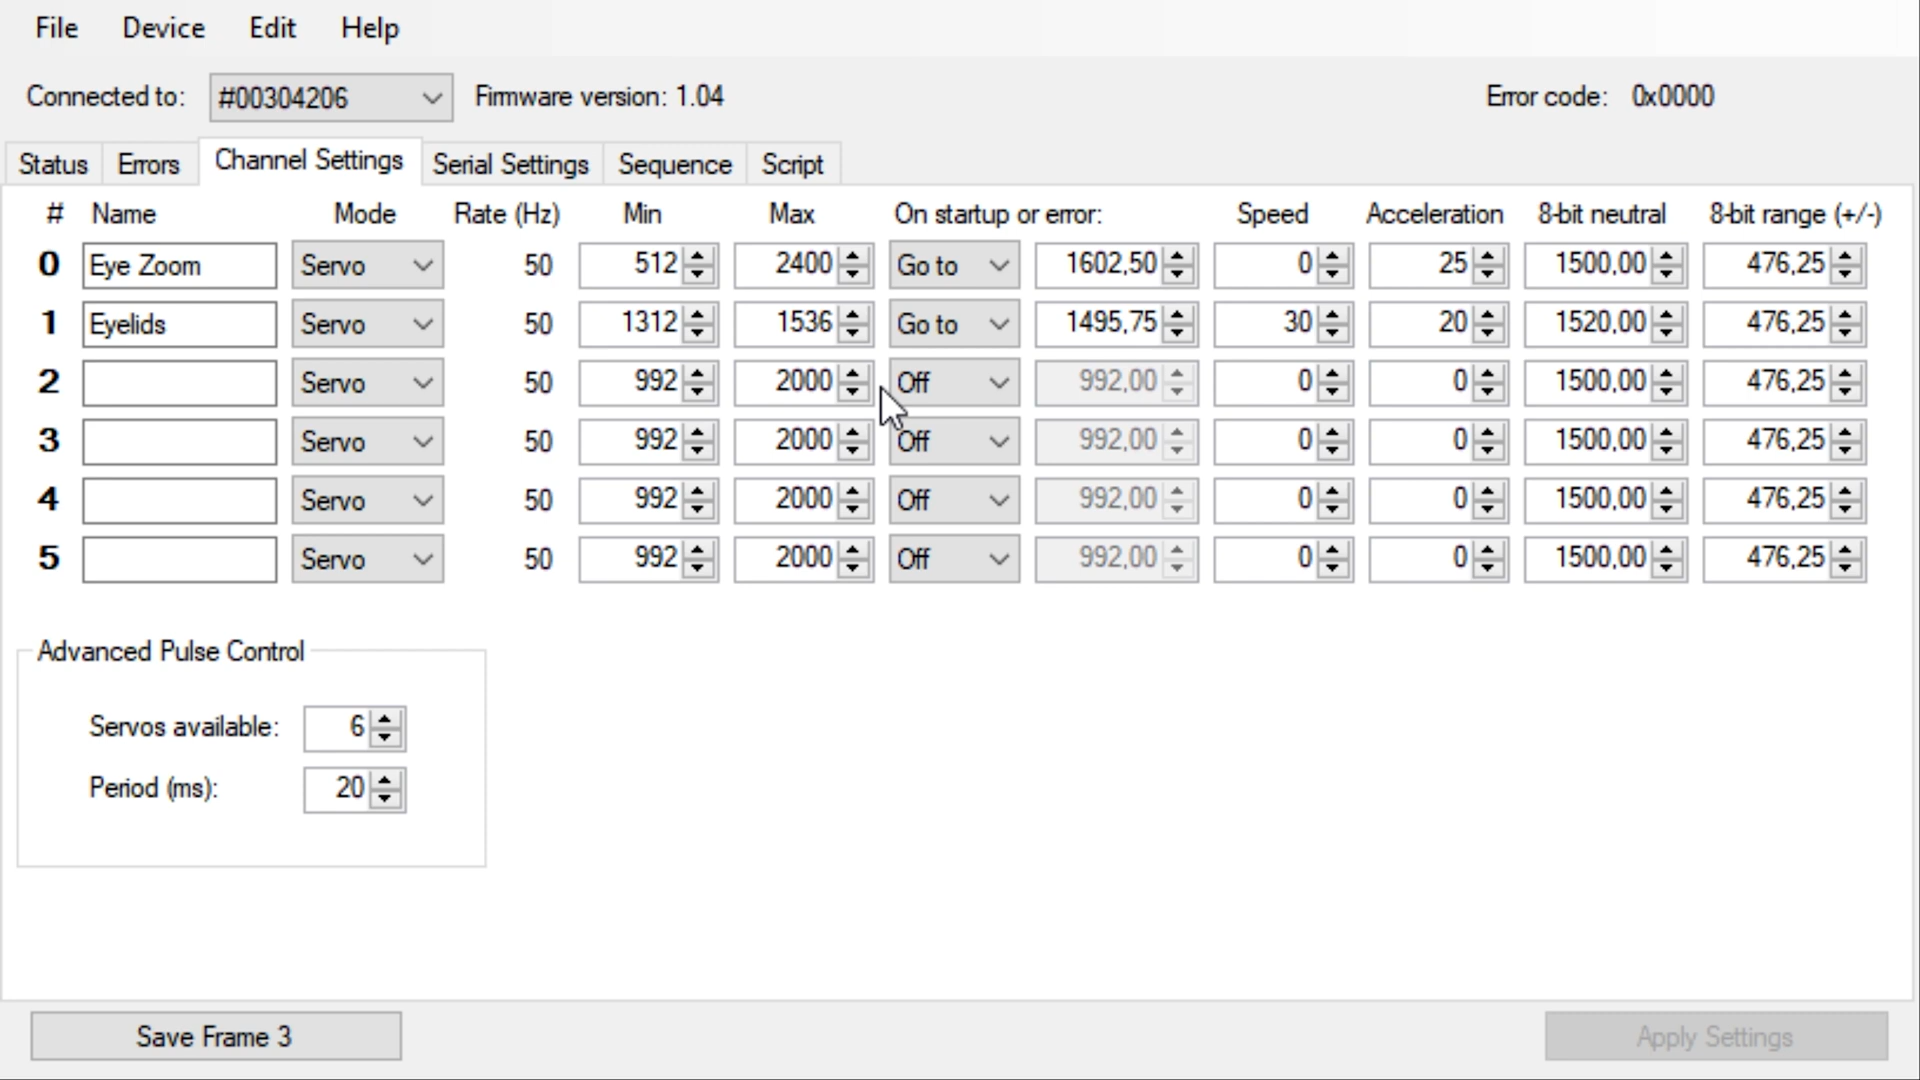 File Device Edit Help
Connected to: #00304206 Firmware version: 1.04 Error code: 0x0000
Status Errors Channel Settings Serial Settings Sequence Script
# Name Mode Rate (Hz) Min Max On startup or error: Speed Acceleration 8-bit neutral 8-bit range (+/-)
0 Eye Zoom Servo 50 512 2400 Go to 1602,50 0 25 1500,00 476,25
1 Eyelids Servo 50 1312 1536 Go to 1495,75 30 20 1520,00 476,25
2 Servo 50 992 2000 Off 992,00 0 0 1500,00 476,25
3 Servo 50 992 2000 Off 992,00 0 0 1500,00 476,25
4 Servo 50 992 2000 Off 992,00 0 0 1500,00 476,25
5 Servo 50 992 2000 Off 992,00 0 0 1500,00 476,25
Advanced Pulse Control
Servos available: 6
Period (ms): 20
Save Frame 3 Apply Settings